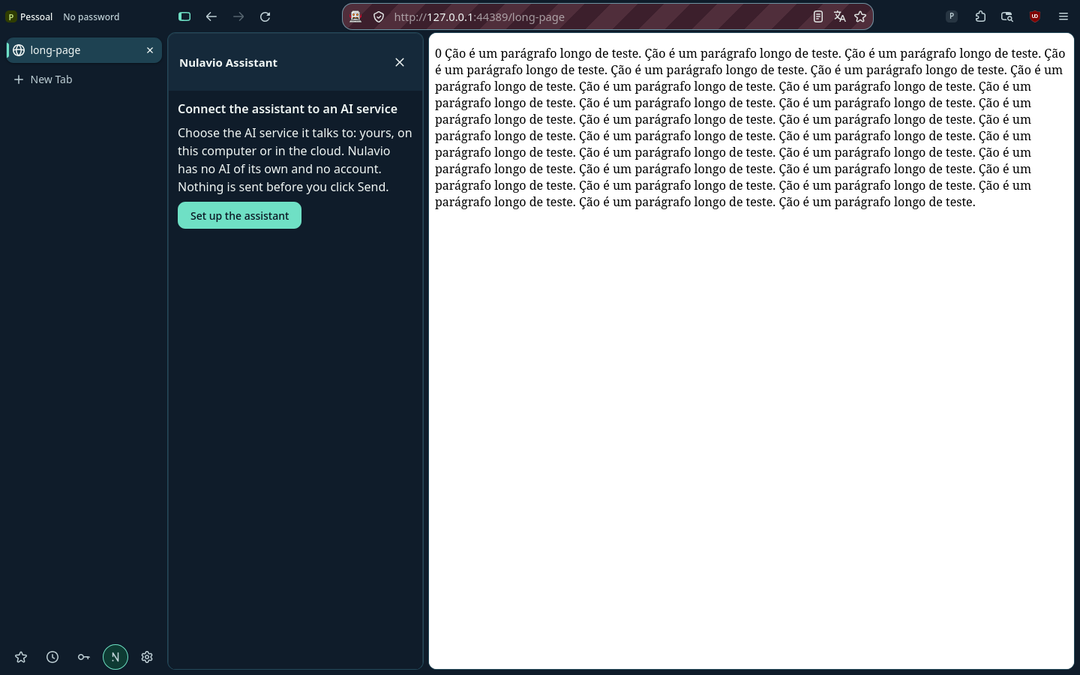 P Pessoal No password
http://127.0.0.1:44389/long-page
P
UD
long-page
New Tab
Nulavio Assistant
Connect the assistant to an AI service
Choose the AI service it talks to: yours, on
this computer or in the cloud. Nulavio
has no AI of its own and no account.
Nothing is sent before you click Send.
Set up the assistant
0 Ção é um parágrafo longo de teste. Ção é um parágrafo longo de teste. Ção é um parágrafo longo de teste. Ção
é um parágrafo longo de teste. Ção é um parágrafo longo de teste. Ção é um parágrafo longo de teste. Ção é um
parágrafo longo de teste. Ção é um parágrafo longo de teste. Ção é um parágrafo longo de teste. Ção é um
parágrafo longo de teste. Ção é um parágrafo longo de teste. Ção é um parágrafo longo de teste. Ção é um
parágrafo longo de teste. Ção é um parágrafo longo de teste. Ção é um parágrafo longo de teste. Ção é um
parágrafo longo de teste. Ção é um parágrafo longo de teste. Ção é um parágrafo longo de teste. Ção é um
parágrafo longo de teste. Ção é um parágrafo longo de teste. Ção é um parágrafo longo de teste. Ção é um
parágrafo longo de teste. Ção é um parágrafo longo de teste. Ção é um parágrafo longo de teste. Ção é um
parágrafo longo de teste. Ção é um parágrafo longo de teste. Ção é um parágrafo longo de teste. Ção é um
parágrafo longo de teste. Ção é um parágrafo longo de teste. Ção é um parágrafo longo de teste.
N